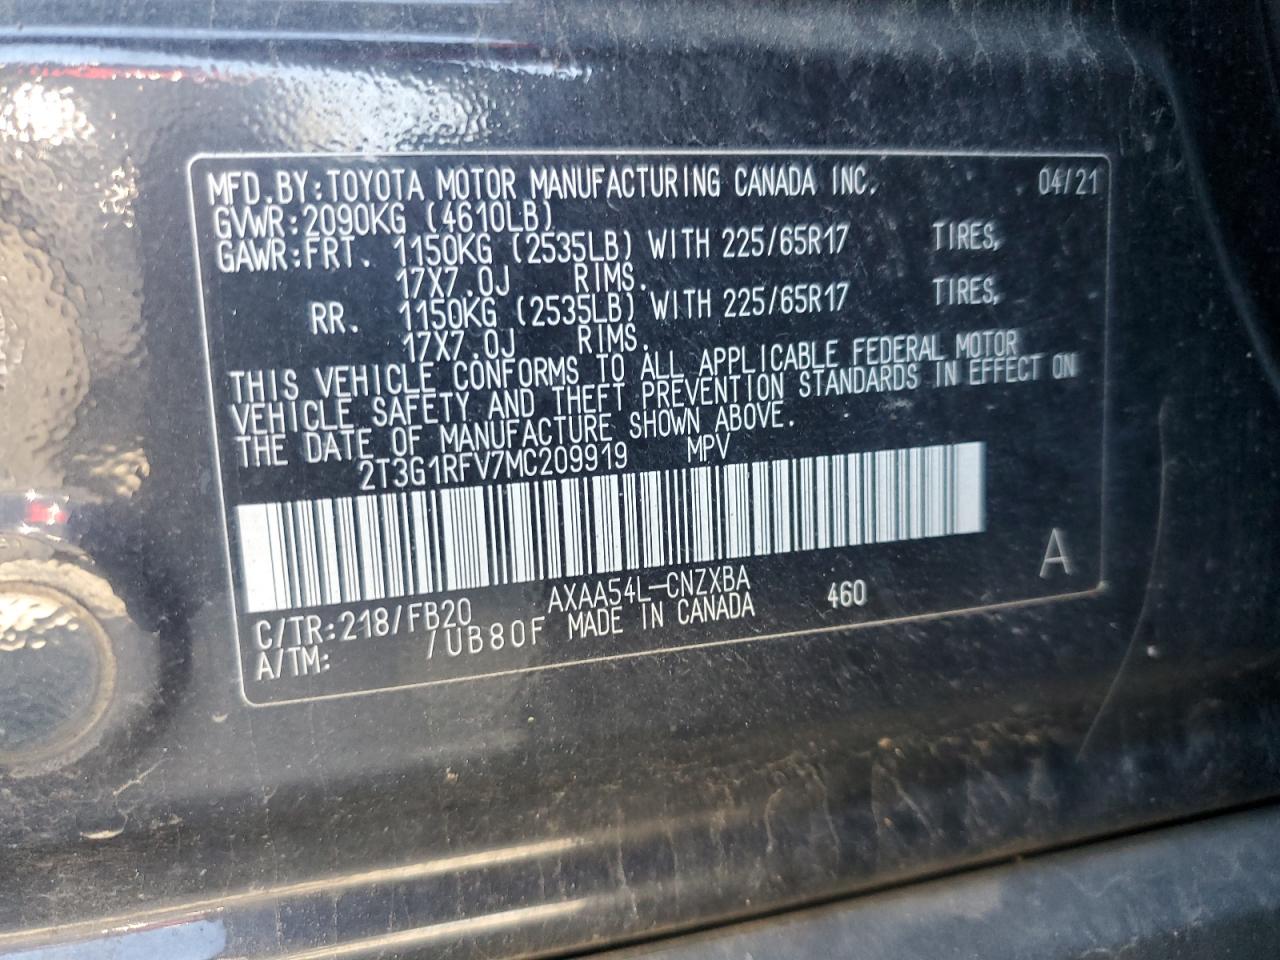 MFD.BY:TOYOTA MOTOR MANUFACTURING CANADA INC. 04/21
GVWR:2090KG (4610LB)
GAWR:FRT. 1150KG (2535LB) WITH 225/65R17 TIRES,
17X7.0J RIMS.
RR. 1150KG (2535LB) WITH 225/65R17 TIRES,
17X7.0J RIMS.
THIS VEHICLE CONFORMS TO ALL APPLICABLE FEDERAL MOTOR
VEHICLE SAFETY AND THEFT PREVENTION STANDARDS IN EFFECT ON
THE DATE OF MANUFACTURE SHOWN ABOVE.
2T3G1RFV7MC209919 MPV
C/TR:218/FB20 AXAA54L-CNZXBA 460 A
A/TM: /UB80F MADE IN CANADA